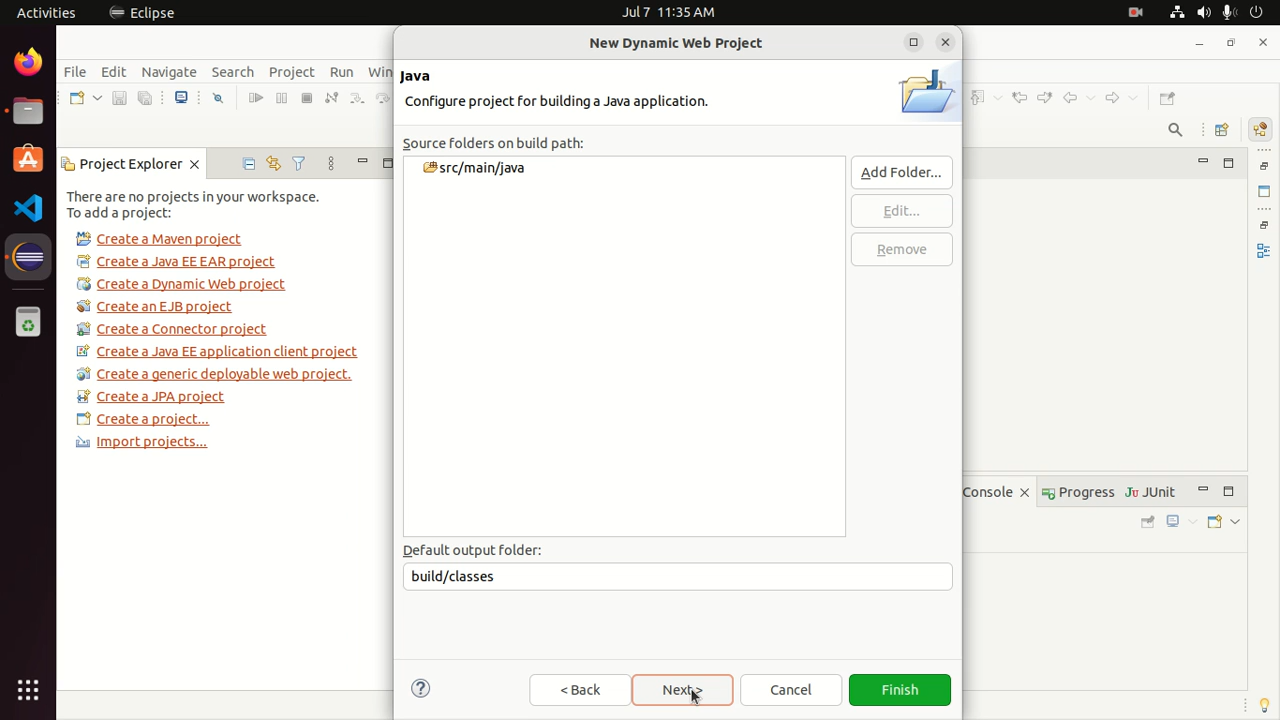 Activities Eclipse Jul 7 11:35 AM
New Dynamic Web Project
File Edit Navigate Search Project Run Win
Java
Configure project for building a Java application.
Project Explorer
There are no projects in your workspace.
To add a project:
Create a Maven project
Create a Java EE EAR project
Create a Dynamic Web project
Create an EJB project
Create a Connector project
Create a Java EE application client project
Create a generic deployable web project.
Create a JPA project
Create a project...
Import projects...
Source folders on build path:
src/main/java
Add Folder...
Edit...
Remove
Default output folder:
build/classes
< Back Next > Cancel Finish
Console Progress JUnit